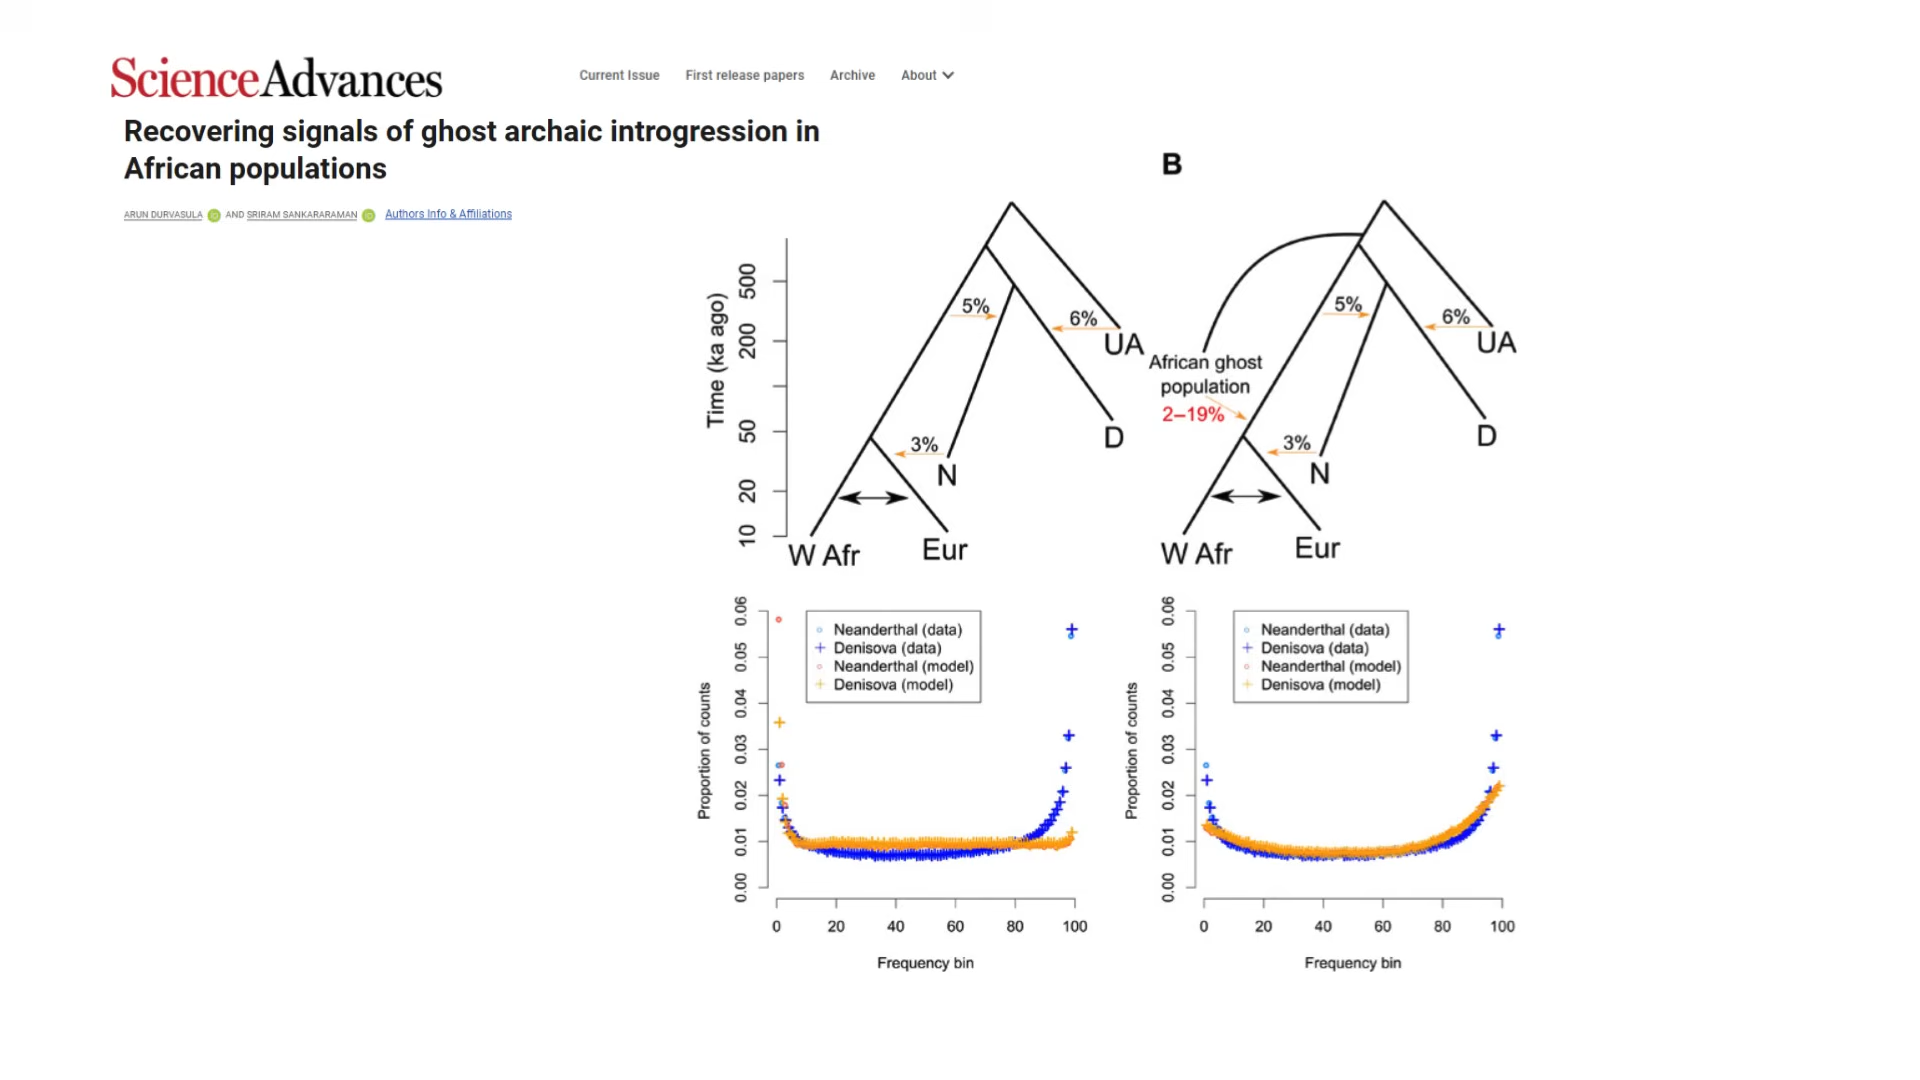 ScienceAdvances
Current Issue First release papers Archive About
Recovering signals of ghost archaic introgression in
African populations
ARUN DURVASULA iD AND SRIRAM SANKARARAMAN iD Authors Info & Affiliations
Time (ka ago)
500
200
50
20
10
5%
6%
UA
D
3%
N
W Afr
Eur
B
5%
6%
UA
African ghost
population
2–19%
D
3%
N
W Afr
Eur
Proportion of counts
0.06
0.05
0.04
0.03
0.02
0.01
0.00
Neanderthal (data)
Denisova (data)
Neanderthal (model)
Denisova (model)
0 20 40 60 80 100
Frequency bin
Proportion of counts
0.06
0.05
0.04
0.03
0.02
0.01
0.00
Neanderthal (data)
Denisova (data)
Neanderthal (model)
Denisova (model)
0 20 40 60 80 100
Frequency bin